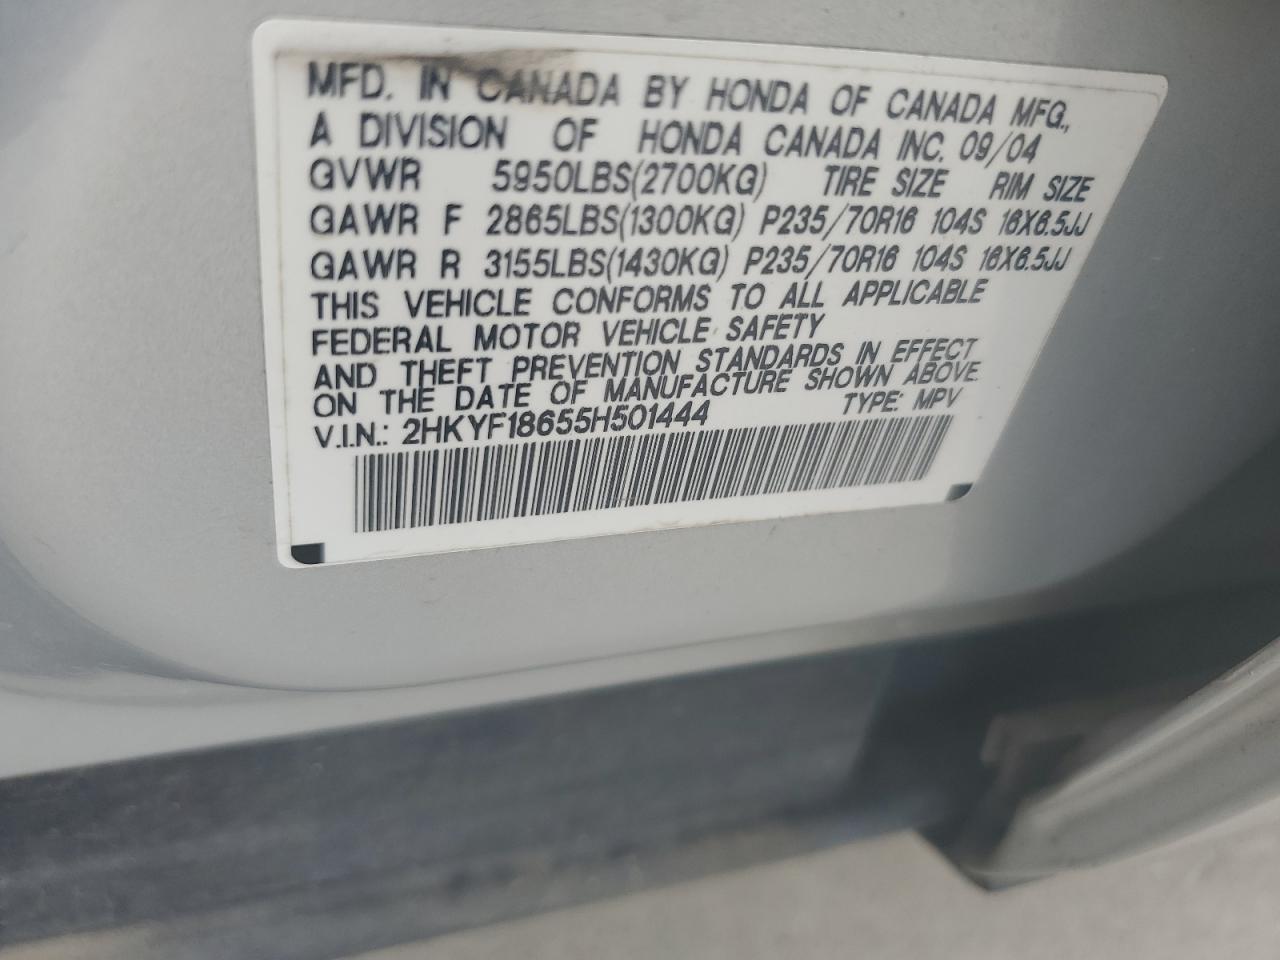 MFD. IN CANADA BY HONDA OF CANADA MFG.,
A DIVISION OF HONDA CANADA INC. 09/04
GVWR 5950LBS(2700KG) TIRE SIZE RIM SIZE
GAWR F 2865LBS(1300KG) P235/70R16 104S 16X6.5JJ
GAWR R 3155LBS(1430KG) P235/70R16 104S 16X6.5JJ
THIS VEHICLE CONFORMS TO ALL APPLICABLE
FEDERAL MOTOR VEHICLE SAFETY
AND THEFT PREVENTION STANDARDS IN EFFECT
ON THE DATE OF MANUFACTURE SHOWN ABOVE.
V.I.N.: 2HKYF18655H501444 TYPE: MPV